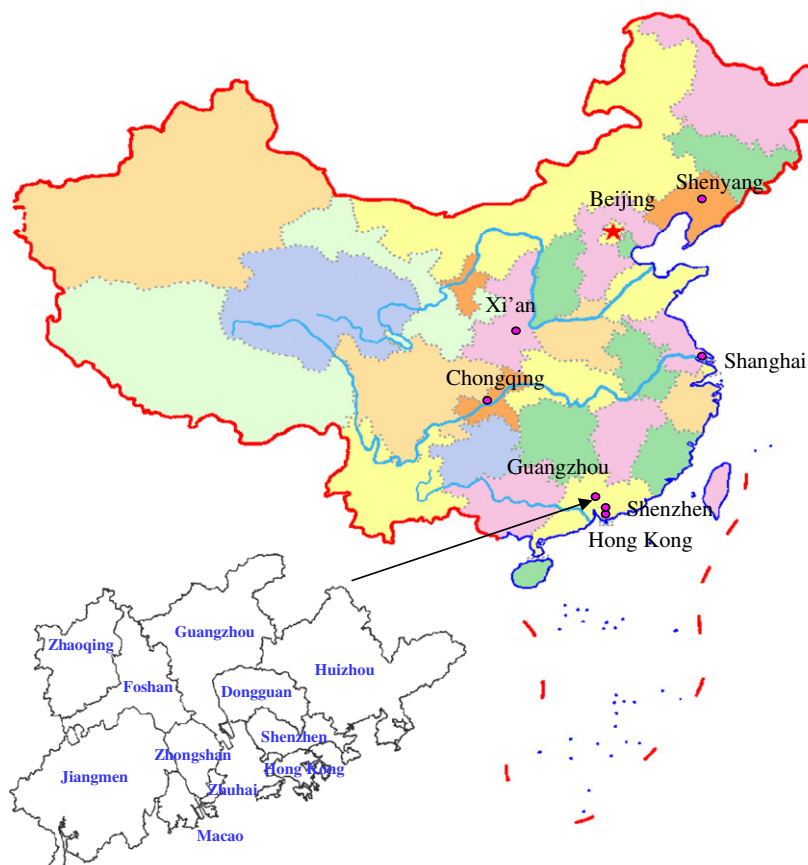 Shenyang
Beijing
Xi’an
Shanghai
Chongqing
Guangzhou
Shenzhen
Hong Kong
Guangzhou
Zhaoqing
Huizhou
Foshan
Dongguan
Shenzhen
Zhongshan
Hong Kong
Jiangmen
Zhuhai
Macao